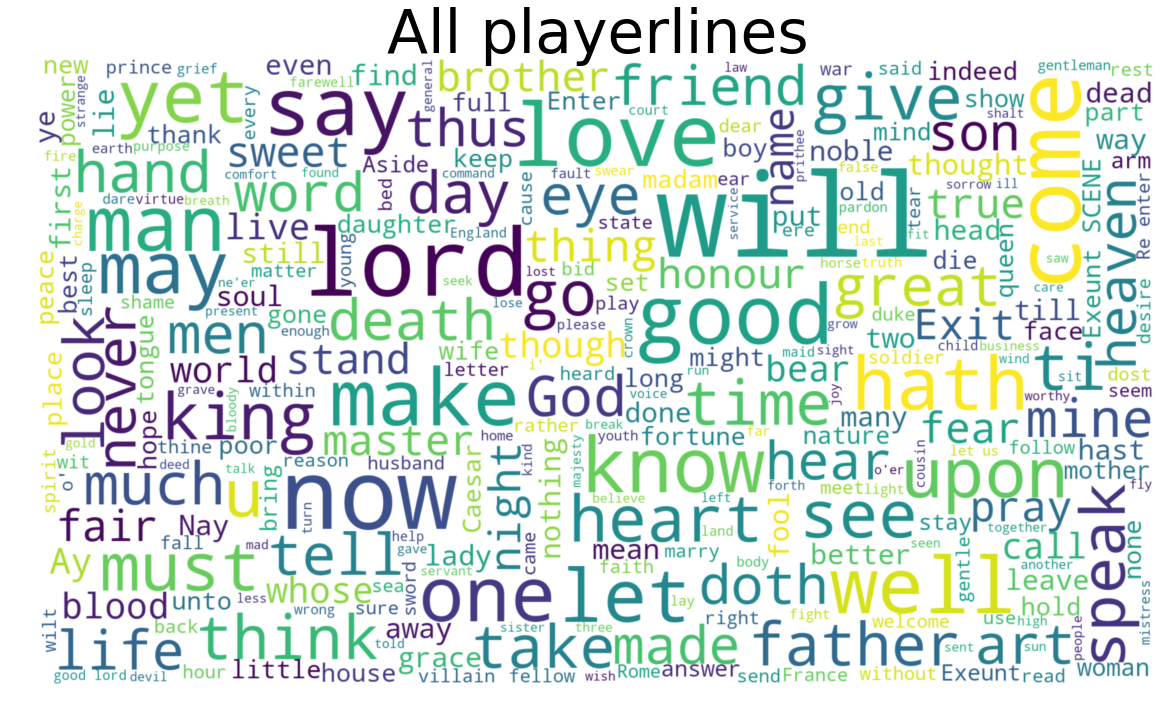 All playerlines
new prince grief even farewell find general brother friend law war said indeed gentleman rest
ye power strange lie yet every say full Enter court give show shalt come dead part
thank thus love dear name prithee mind son way
fire earth purpose sweet Aside keep boy noble false thought arm
first hand comfort found word bed command day cause fault swear eye madam ear old sorrow ill true heaven SCENE
dare virtue breath service put pardon tear
man live daughter England state will ere end head queen Exeunt Re enter
peace best sleep may still young lord thing last fit die
matter lost bid set honour horse truth great saw care desire
ne'er seek go play good
shame soul present gone death lose please crown grow duke Exit till
look never tongue men enough wife though i' might maid sight two child business face ti
world stand letter heard long bear soldier wind sit dost
place hope grave within make God run joy hath worthy seem
king bloody voice done time many mine
gold thine poor master home rather break youth fortune far nature fear
spirit wit o' deed talk reason husband Caesar night kind nothing majesty know hear o'er cousin let us follow hast mother
much u bring now believe left forth meet light upon fly
fair Nay turn heart land fool see stay pray together
fall mad help came mean marry seen call none
Ay must tell gave lady faith body better gentle another
whose sea sword servant one let lay doth well leave mistress
blood unto less sure right fight welcome use high hold speak
wilt life back wrong away sister three people
think told grace take made father sent art sun
good lord devil hour little house villain fellow wish Rome answer send France without Exeunt read woman